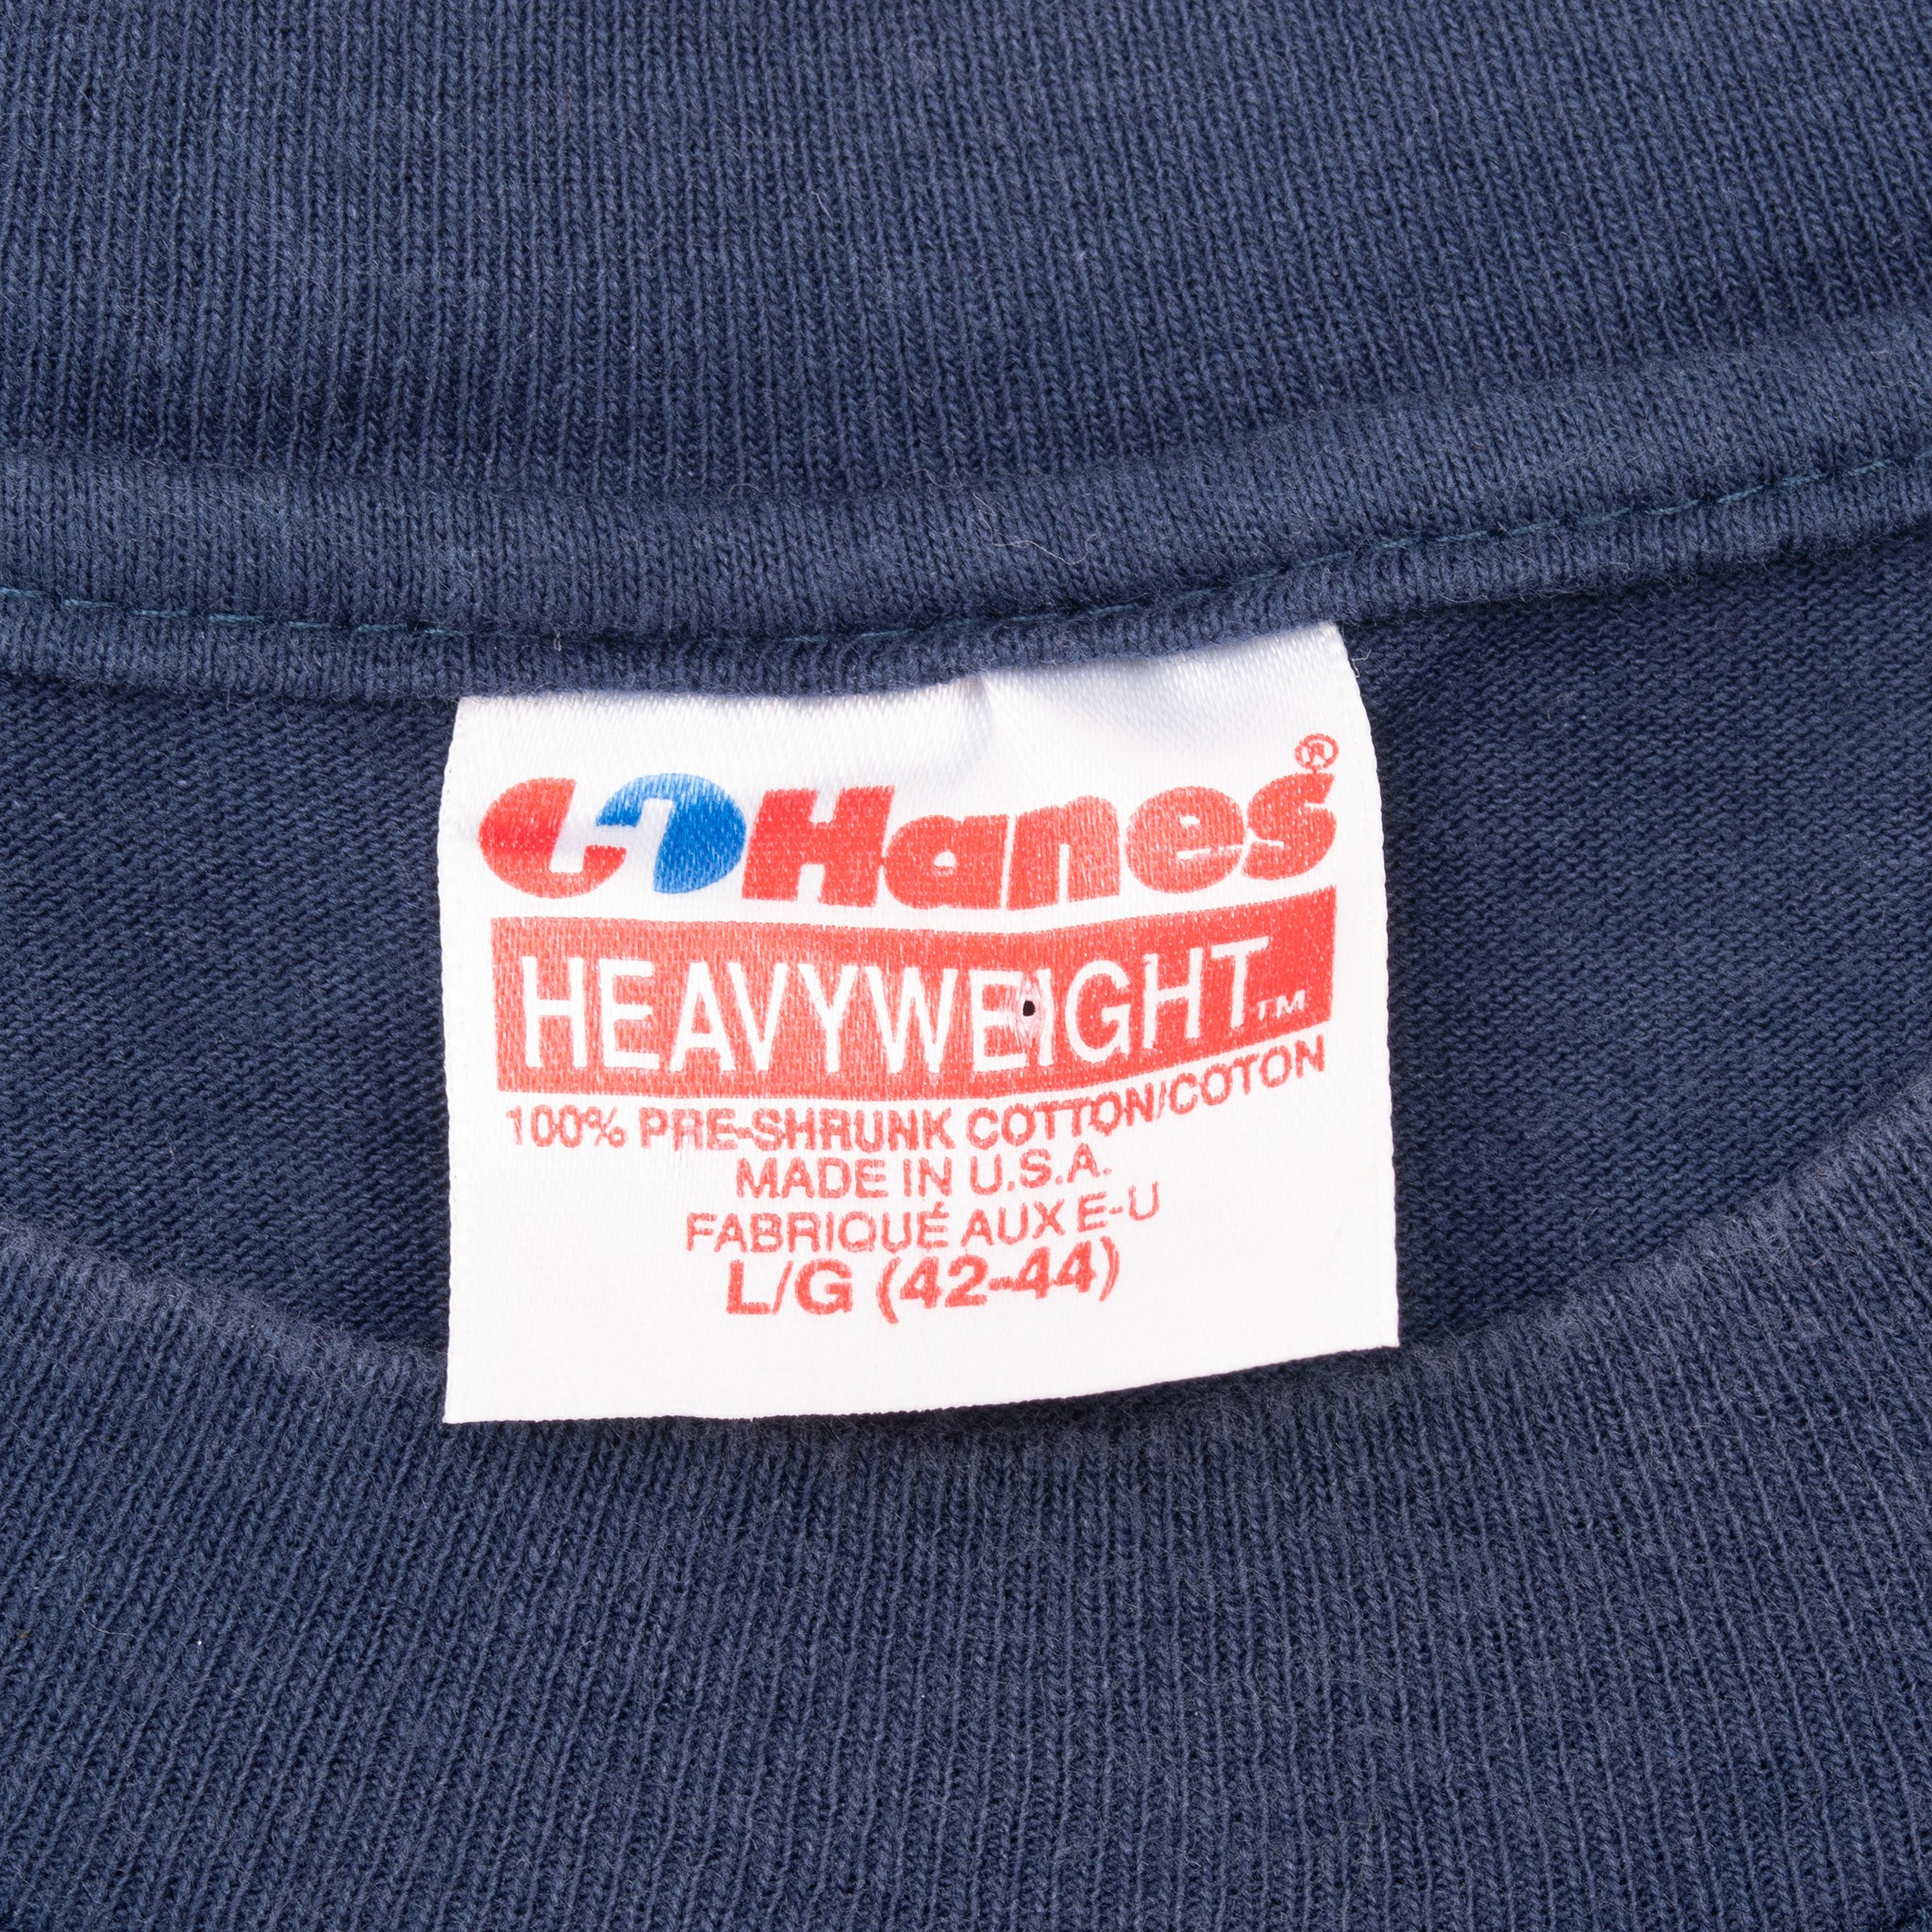 Hanes®
HEAVYWEIGHT™
100% PRE-SHRUNK COTTON/COTON
MADE IN U.S.A.
FABRIQUÉ AUX E-U
L/G (42-44)